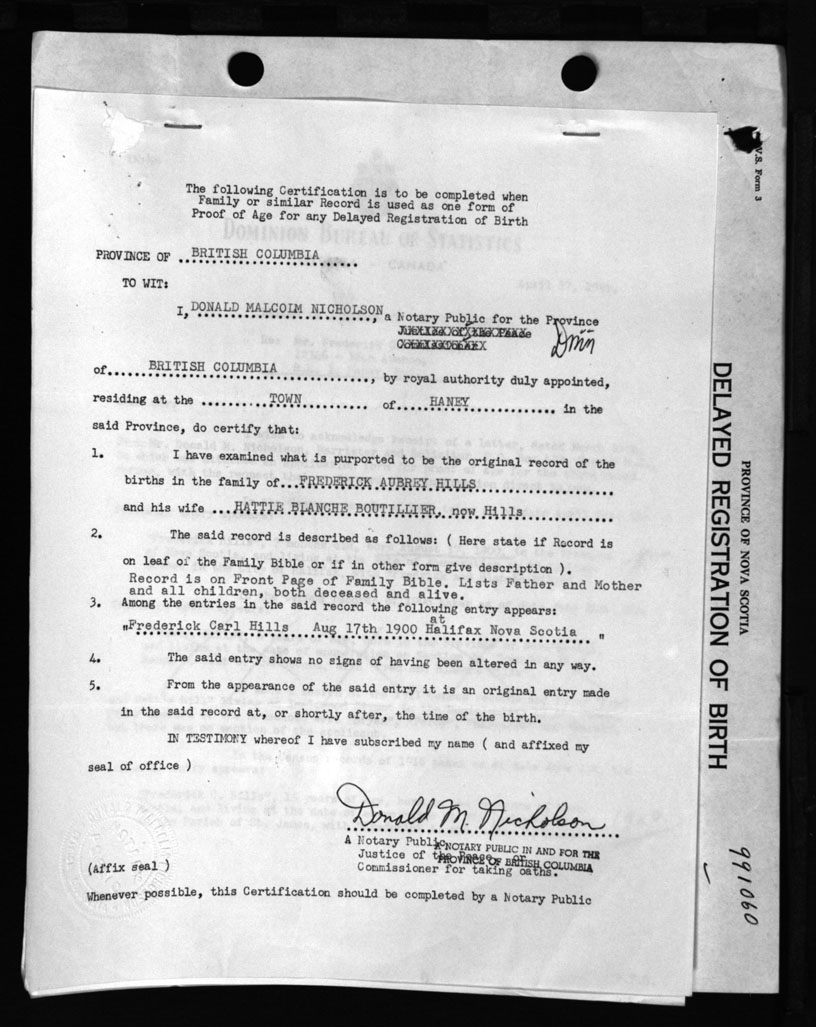 The following Certification is to be completed when
Family or similar Record is used as one form of
Proof of Age for any Delayed Registration of Birth
DOMINION BUREAU OF STATISTICS
CANADA
PROVINCE OF ..BRITISH COLUMBIA......
TO WIT:
I, DONALD MALCOLM NICHOLSON, a Notary Public for the Province
Dmn
of......BRITISH COLUMBIA..............., by royal authority duly appointed,
residing at the ..........TOWN.......... of.....HANEY............. in the
said Province, do certify that:
1. I have examined what is purported to be the original record of the
births in the family of...FREDERICK AUBREY HILLS....................
and his wife ...HATTIE BLANCHE BOUTILLIER, now Hills.............
2. The said record is described as follows: ( Here state if Record is
on leaf of the Family Bible or if in other form give description ).
Record is on Front Page of Family Bible. Lists Father and Mother
and all children, both deceased and alive.
3. Among the entries in the said record the following entry appears:
at
"Frederick Carl Hills Aug 17th 1900 Halifax Nova Scotia "
4. The said entry shows no signs of having been altered in any way.
5. From the appearance of the said entry it is an original entry made
in the said record at, or shortly after, the time of the birth.
IN TESTIMONY whereof I have subscribed my name ( and affixed my
seal of office )
Donald M. Nicholson
A Notary Public
A NOTARY PUBLIC IN AND FOR THE
Justice of the Peace or
PROVINCE OF BRITISH COLUMBIA
Commissioner for taking oaths.
(Affix seal )
Whenever possible, this Certification should be completed by a Notary Public
V.S. Form 3
PROVINCE OF NOVA SCOTIA
DELAYED REGISTRATION OF BIRTH
991060